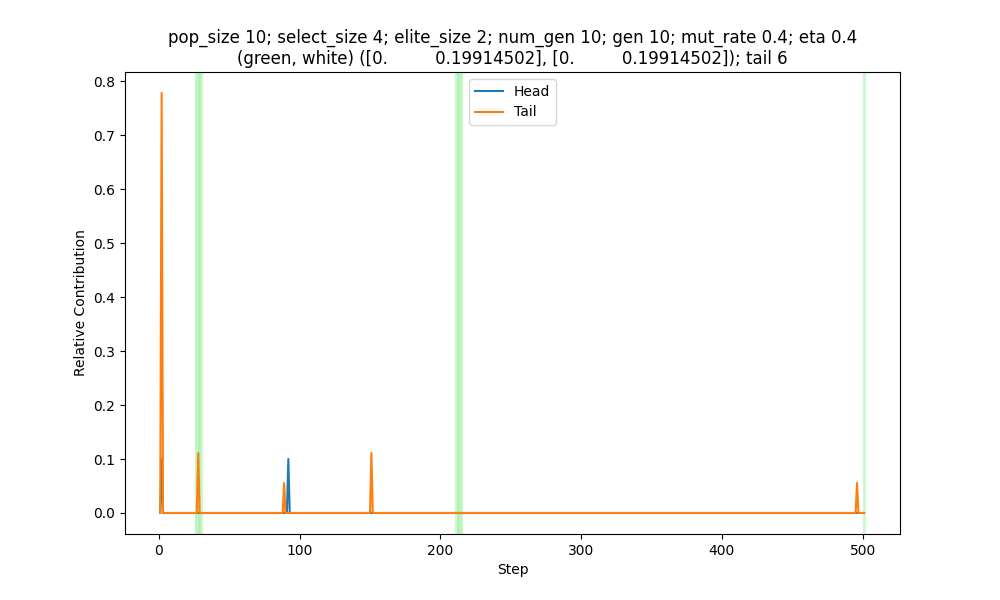 pop_size 10; select_size 4; elite_size 2; num_gen 10; gen 10; mut_rate 0.4; eta 0.4
(green, white) ([0.         0.19914502], [0.         0.19914502]); tail 6
Head
Tail
0.8
0.7
0.6
0.5
0.4
0.3
0.2
0.1
0.0
Relative Contribution
0
100
200
300
400
500
Step